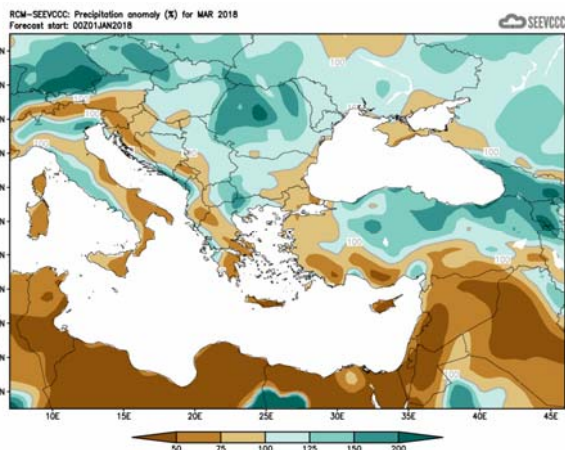 RCM-SEEVCCC: Precipitation anomaly (%) for MAR 2018
Forecast start: 00Z01JAN2018
SEEVCCC
100
100
100
100
100
100
100
100
N
N
N
N
N
N
N
N
N
N
N
10E 15E 20E 25E 30E 35E 40E 45E
50 75 100 125 150 200